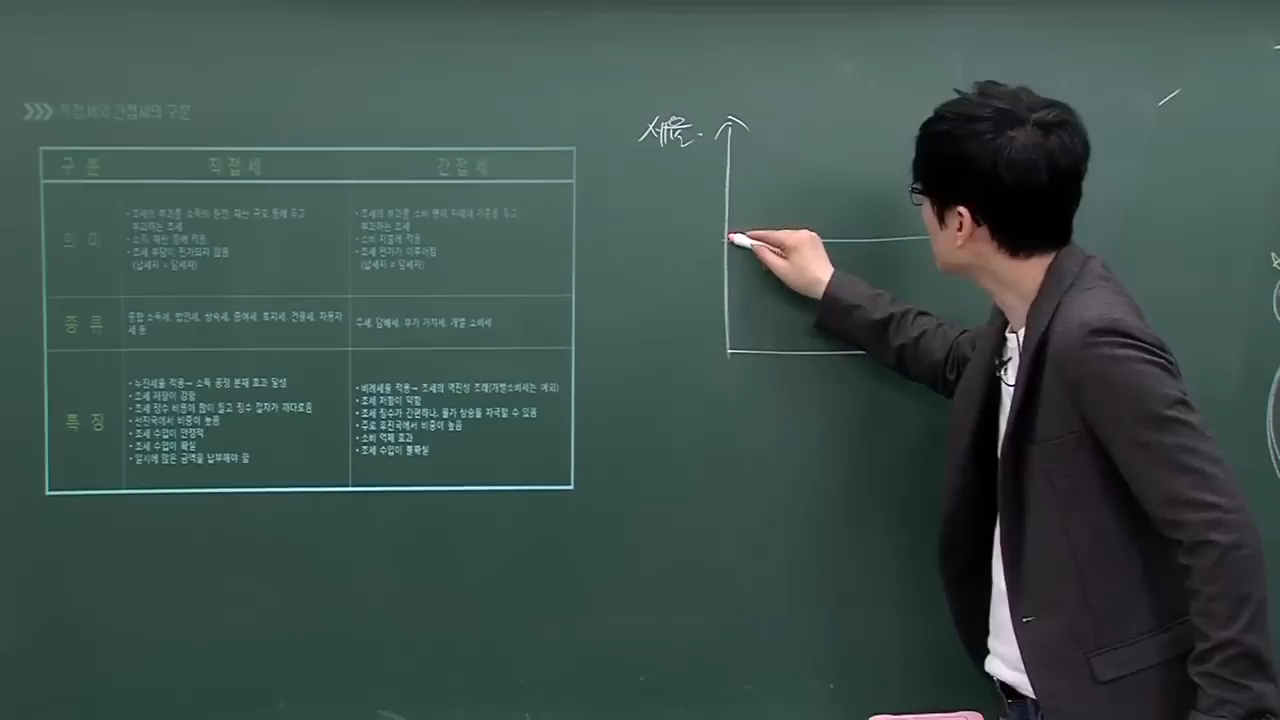 직접세와 간접세의 구분
구 분 직 접 세 간 접 세
의 미
• 조세의 부과를 소득의 원천, 재산 규모 등에 두고
부과하는 조세
• 소득, 재산 등에 적용
• 조세 부담이 전가되지 않음
(납세자 = 담세자)
• 조세의 부과를 소비 행위 자체에 기준을 두고
부과하는 조세
• 소비 지출에 적용
• 조세 전가가 이루어짐
(납세자 ≠ 담세자)
종 류
종합 소득세, 법인세, 상속세, 증여세, 토지세, 건물세, 자동차
세 등
주세, 담배세, 부가 가치세, 개별 소비세
특 징
• 누진세율 적용→ 소득 공정 분재 효과 달성
• 조세 저항이 강함
• 조세 징수 비용이 많이 들고 징수 절차가 까다로움
• 선진국에서 비중이 높음
• 조세 수입이 안정적
• 조세 수입이 확실
• 일시에 많은 금액을 납부해야 함
• 비례세율 적용→ 조세의 역진성 초래(개별소비세는 예외)
• 조세 저항이 약함
• 조세 징수가 간편하나, 물가 상승을 자극할 수 있음
• 주로 후진국에서 비중이 높음
• 소비 억제 효과
• 조세 수입이 불확실
세율